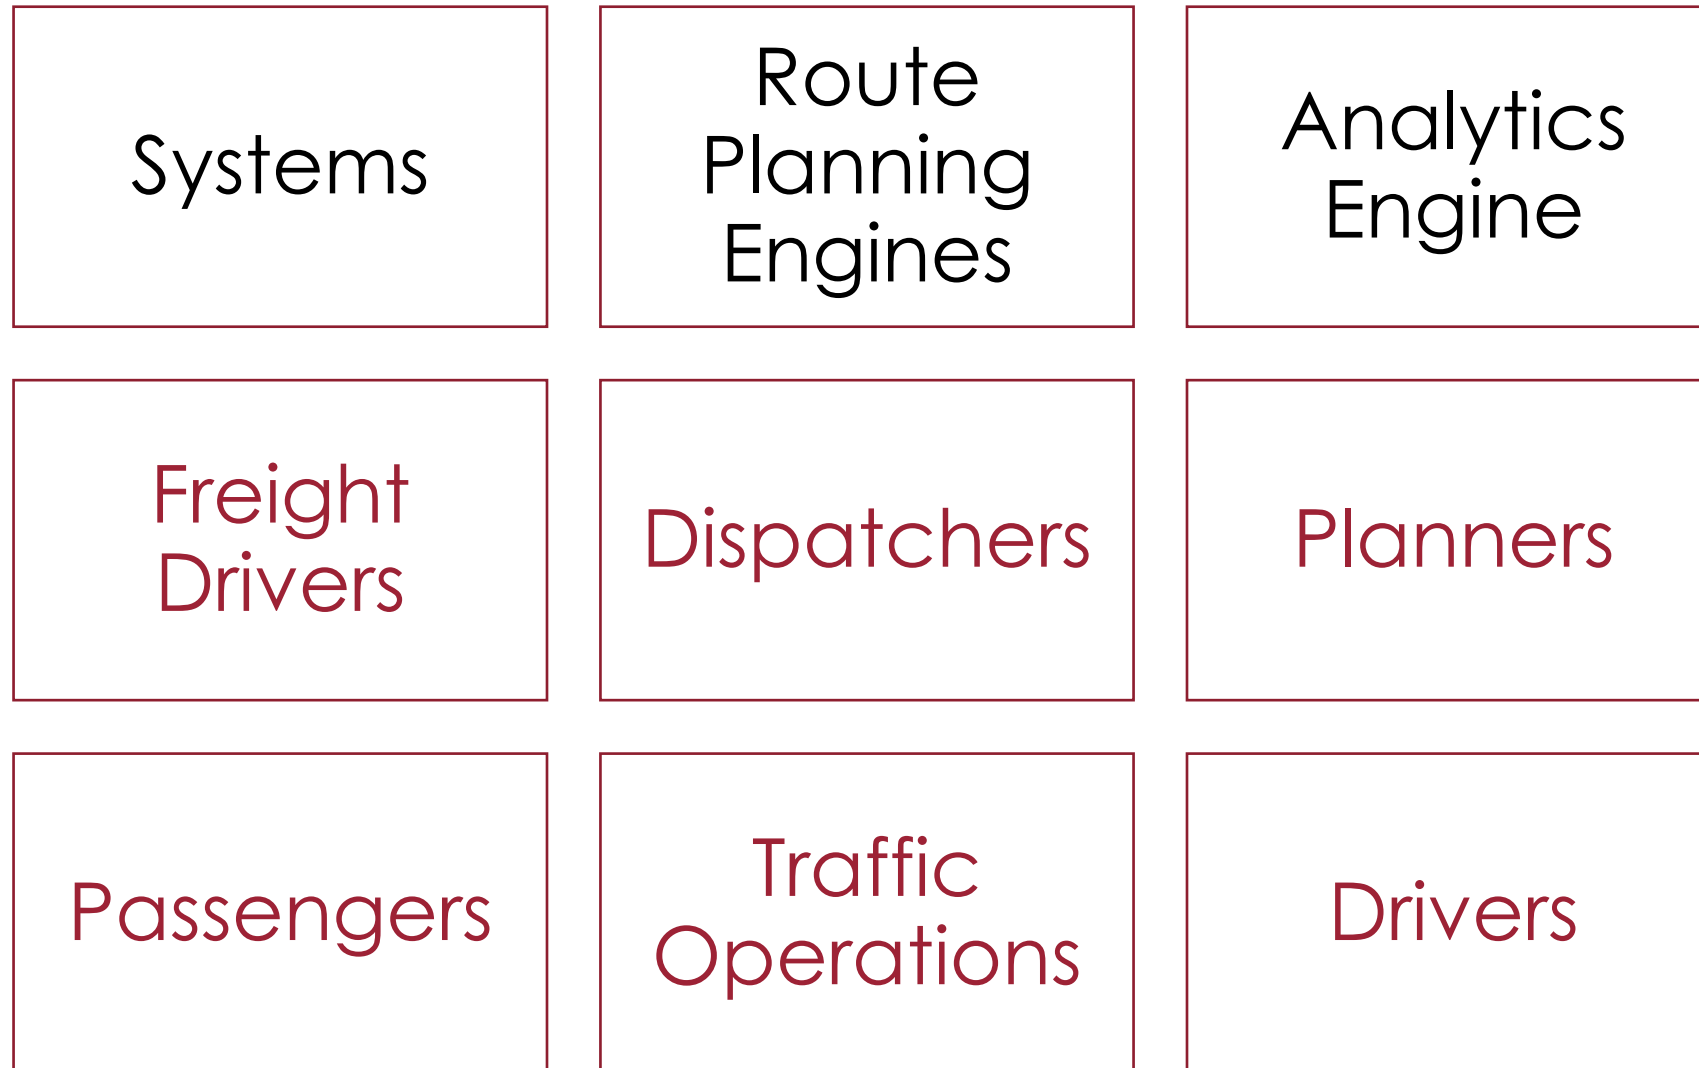 Systems
Route
Planning
Engines
Analytics
Engine
Freight
Drivers
Dispatchers
Planners
Passengers
Traffic
Operations
Drivers